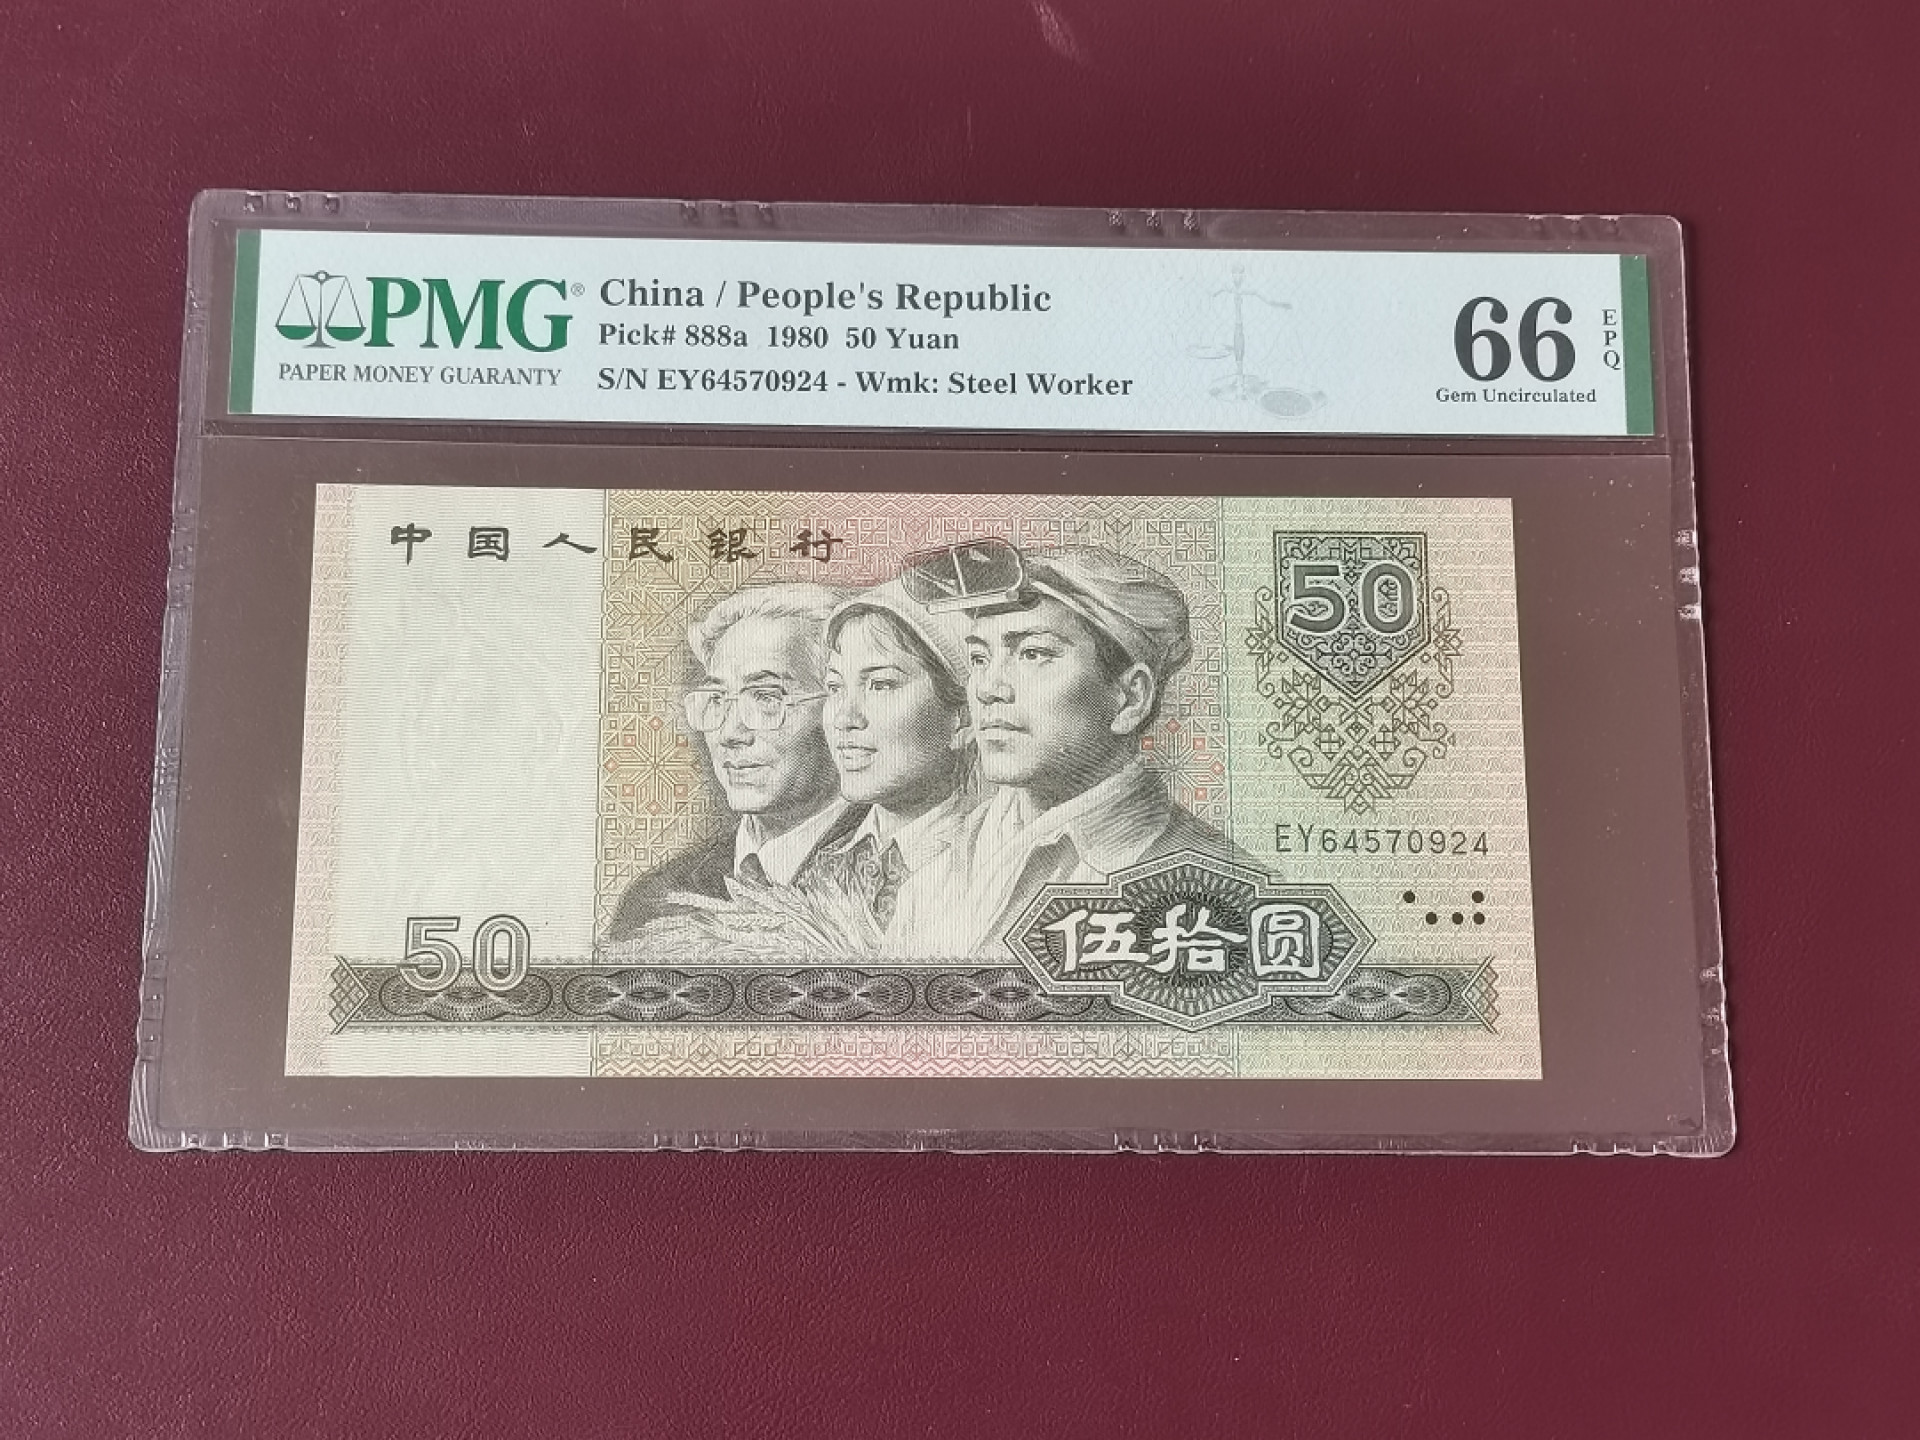 PMG®
PAPER MONEY GUARANTY
China / People's Republic
Pick# 888a 1980 50 Yuan
S/N EY64570924 - Wmk: Steel Worker
66
EPQ
Gem Uncirculated
中国人民银行
50
EY64570924
50
伍拾圆